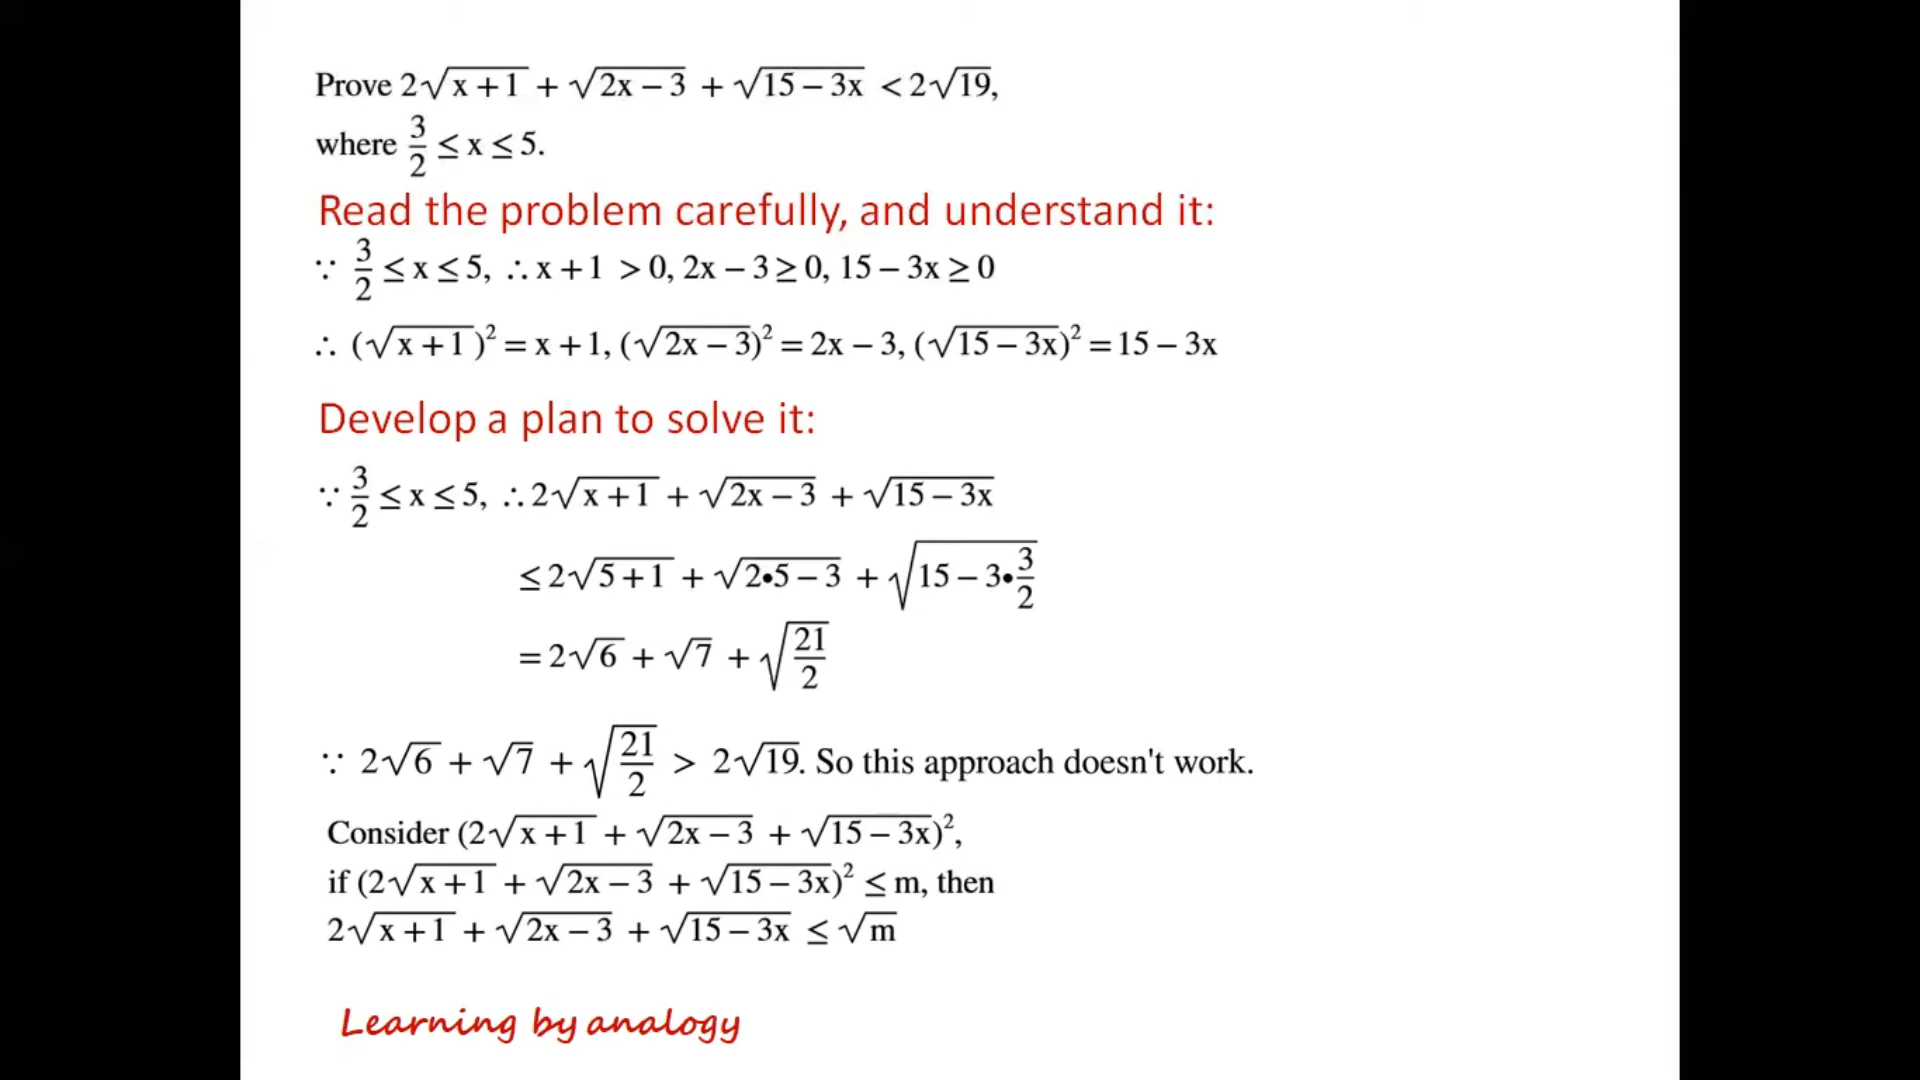 Prove 2√(x + 1) + √(2x – 3) + √(15 – 3x) < 2√19,
where 3/2 ≤ x ≤ 5.
Read the problem carefully, and understand it:
∵ 3/2 ≤ x ≤ 5, ∴ x + 1 > 0, 2x – 3 ≥ 0, 15 – 3x ≥ 0
∴ (√(x + 1))² = x + 1, (√(2x – 3))² = 2x – 3, (√(15 – 3x))² = 15 – 3x
Develop a plan to solve it:
∵ 3/2 ≤ x ≤ 5, ∴ 2√(x + 1) + √(2x – 3) + √(15 – 3x)
≤ 2√(5 + 1) + √(2•5 – 3) + √(15 – 3•3/2)
= 2√6 + √7 + √(21/2)
∵ 2√6 + √7 + √(21/2) > 2√19. So this approach doesn't work.
Consider (2√(x + 1) + √(2x – 3) + √(15 – 3x))²,
if (2√(x + 1) + √(2x – 3) + √(15 – 3x))² ≤ m, then
2√(x + 1) + √(2x – 3) + √(15 – 3x) ≤ √m
Learning by analogy